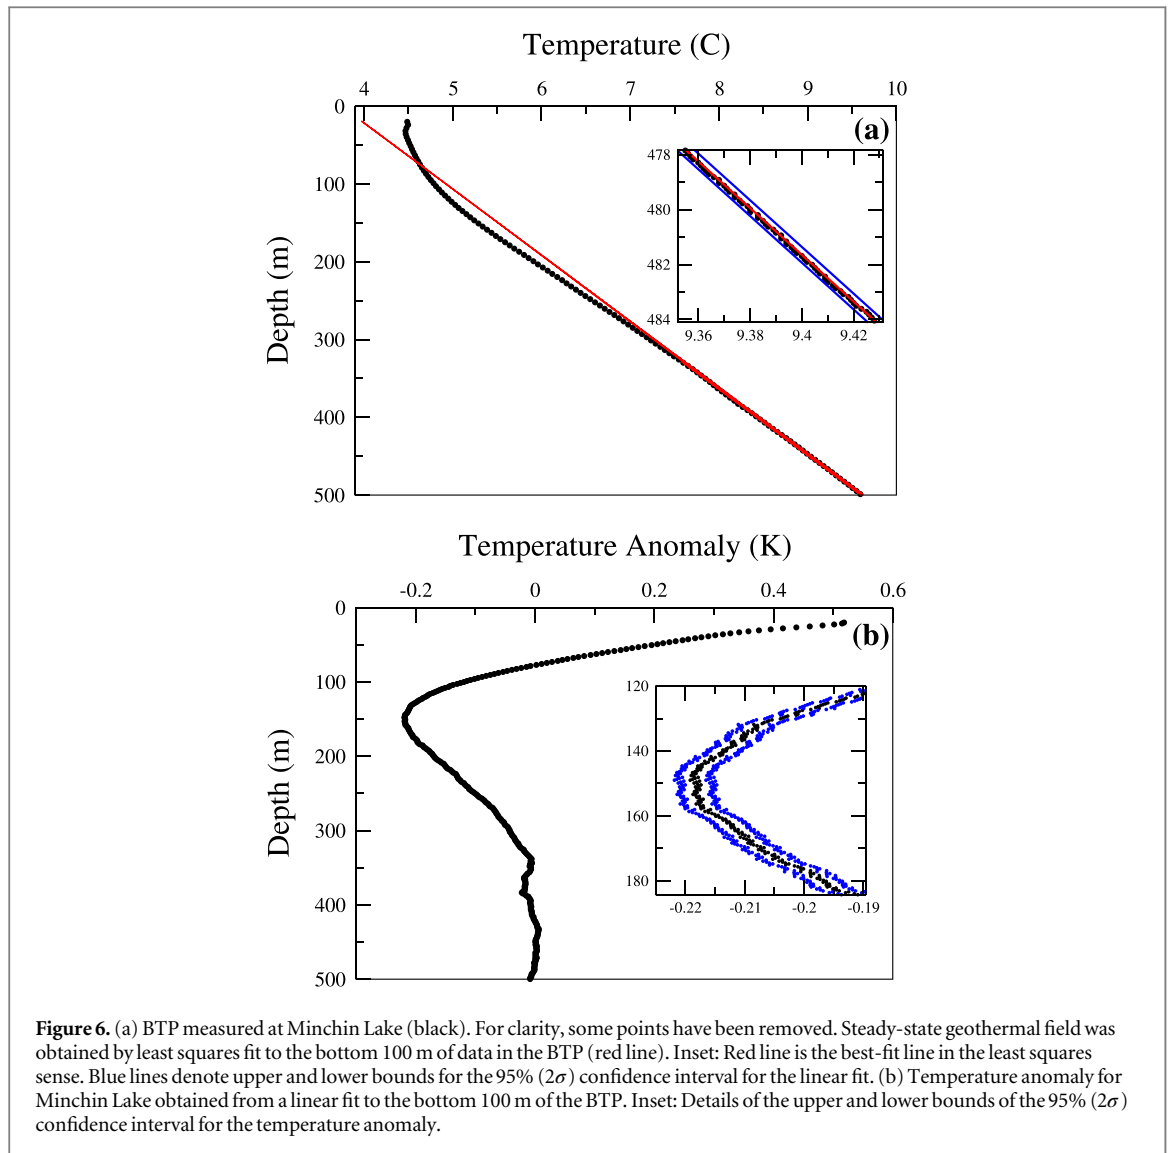 Temperature (C)
4 5 6 7 8 9 10
0
(a)
478
100
480
200
482
Depth (m)
484
300
9.36 9.38 9.4 9.42
400
500
Temperature Anomaly (K)
-0.2 0 0.2 0.4 0.6
0
(b)
100
120
140
200
Depth (m)
160
300
180
-0.22 -0.21 -0.2 -0.19
400
500
Figure 6. (a) BTP measured at Minchin Lake (black). For clarity, some points have been removed. Steady-state geothermal field was
obtained by least squares fit to the bottom 100 m of data in the BTP (red line). Inset: Red line is the best-fit line in the least squares
sense. Blue lines denote upper and lower bounds for the 95% (2σ) confidence interval for the linear fit. (b) Temperature anomaly for
Minchin Lake obtained from a linear fit to the bottom 100 m of the BTP. Inset: Details of the upper and lower bounds of the 95% (2σ)
confidence interval for the temperature anomaly.